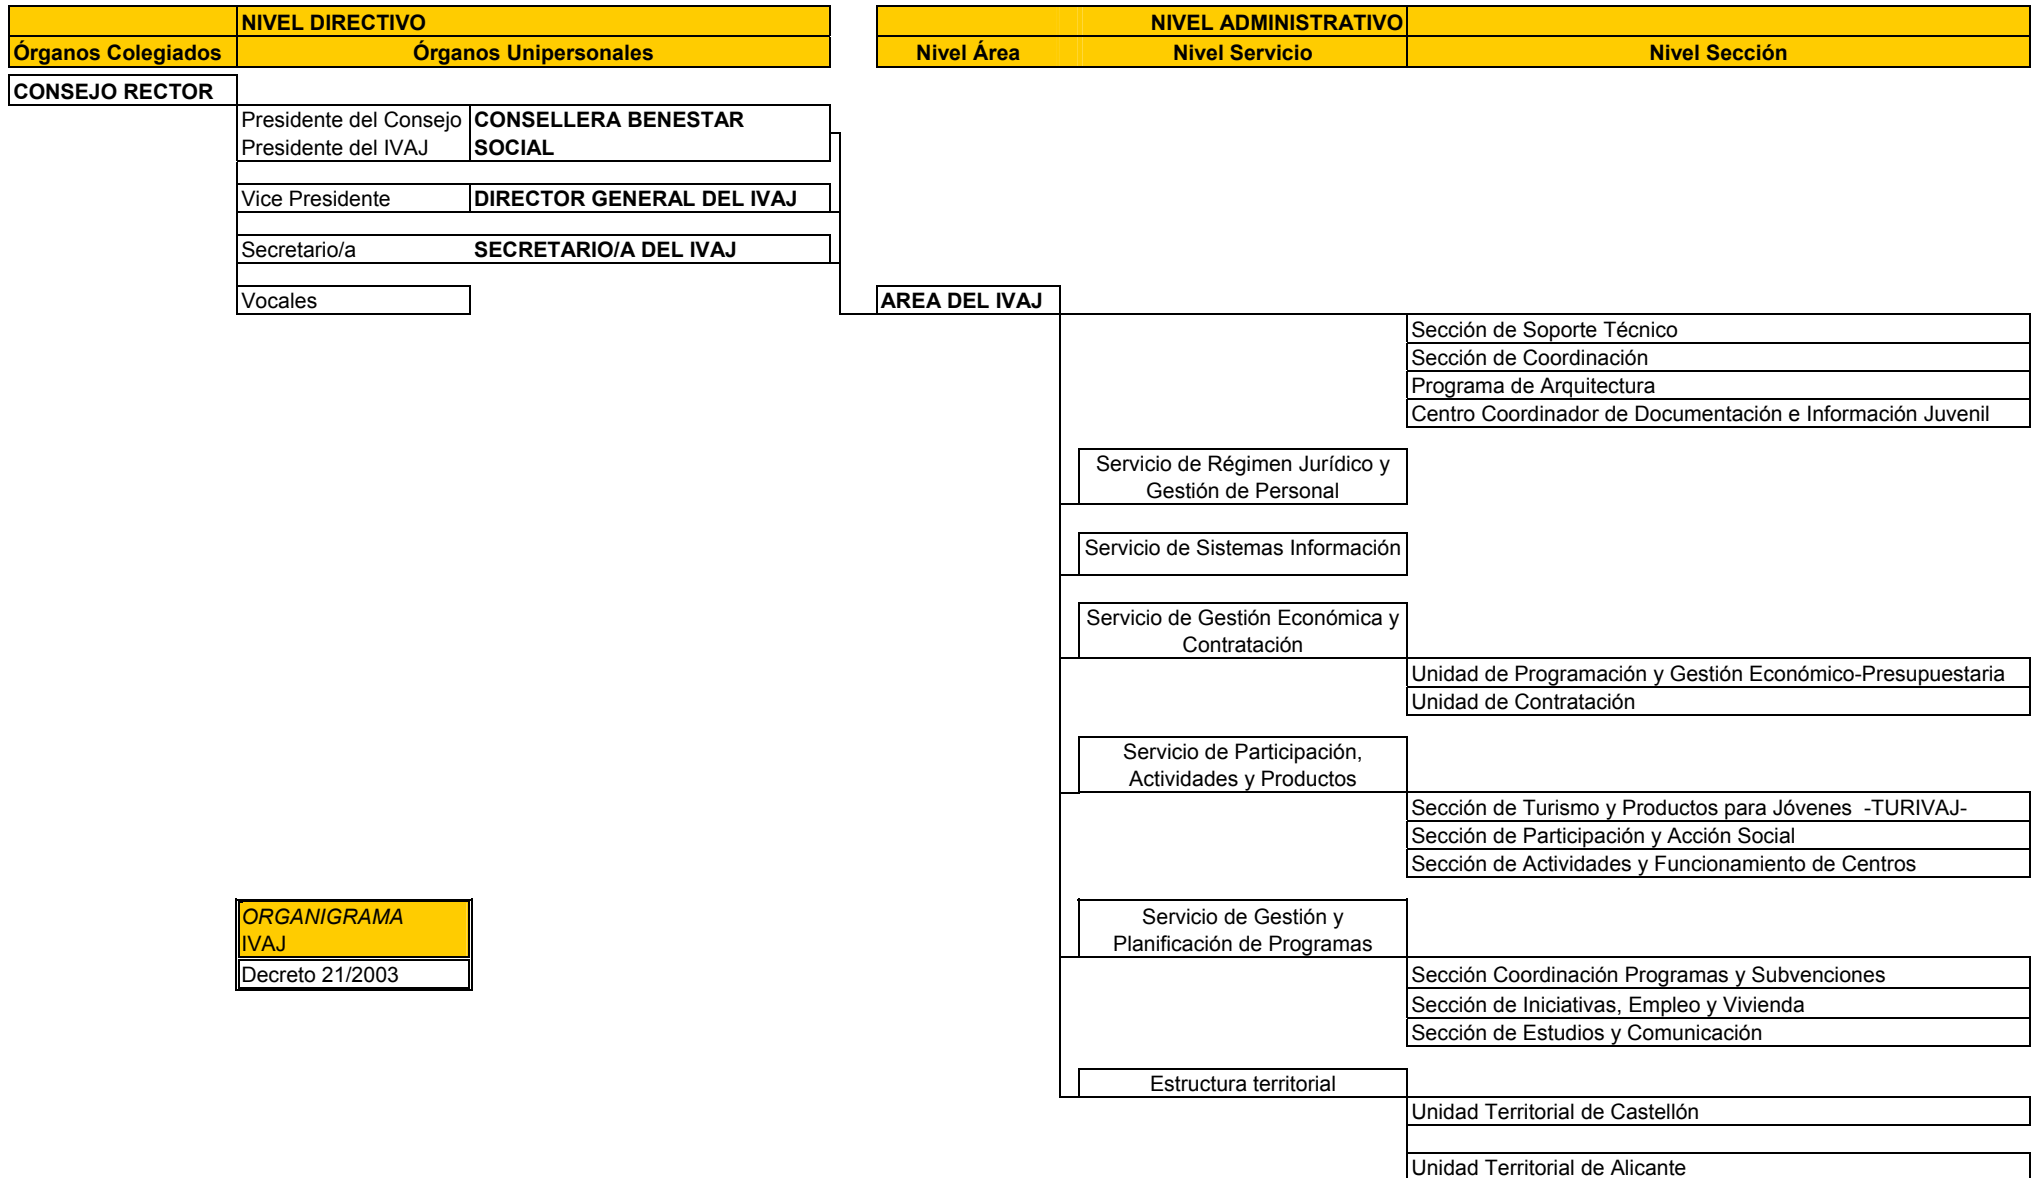 NIVEL DIRECTIVO
NIVEL ADMINISTRATIVO
Órganos Colegiados
Órganos Unipersonales
Nivel Área
Nivel Servicio
Nivel Sección
CONSEJO RECTOR
Presidente del Consejo
Presidente del IVAJ
CONSELLERA BENESTAR
SOCIAL
Vice Presidente
DIRECTOR GENERAL DEL IVAJ
Secretario/a
SECRETARIO/A DEL IVAJ
Vocales
AREA DEL IVAJ
Sección de Soporte Técnico
Sección de Coordinación
Programa de Arquitectura
Centro Coordinador de Documentación e Información Juvenil
Servicio de Régimen Jurídico y
Gestión de Personal
Servicio de Sistemas Información
Servicio de Gestión Económica y
Contratación
Unidad de Programación y Gestión Económico-Presupuestaria
Unidad de Contratación
Servicio de Participación,
Actividades y Productos
Sección de Turismo y Productos para Jóvenes -TURIVAJ-
Sección de Participación y Acción Social
Sección de Actividades y Funcionamiento de Centros
ORGANIGRAMA
IVAJ
Decreto 21/2003
Servicio de Gestión y
Planificación de Programas
Sección Coordinación Programas y Subvenciones
Sección de Iniciativas, Empleo y Vivienda
Sección de Estudios y Comunicación
Estructura territorial
Unidad Territorial de Castellón
Unidad Territorial de Alicante